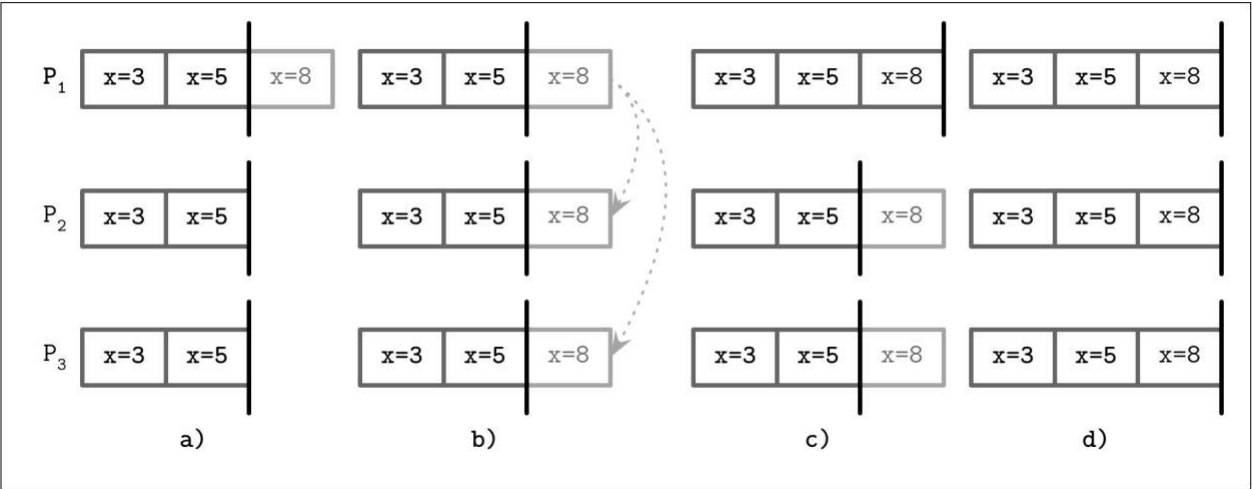 P1 x=3 x=5 x=8 x=3 x=5 x=8 x=3 x=5 x=8 x=3 x=5 x=8
P2 x=3 x=5 x=3 x=5 x=8 x=3 x=5 x=8 x=3 x=5 x=8
P3 x=3 x=5 x=3 x=5 x=8 x=3 x=5 x=8 x=3 x=5 x=8
a) b) c) d)